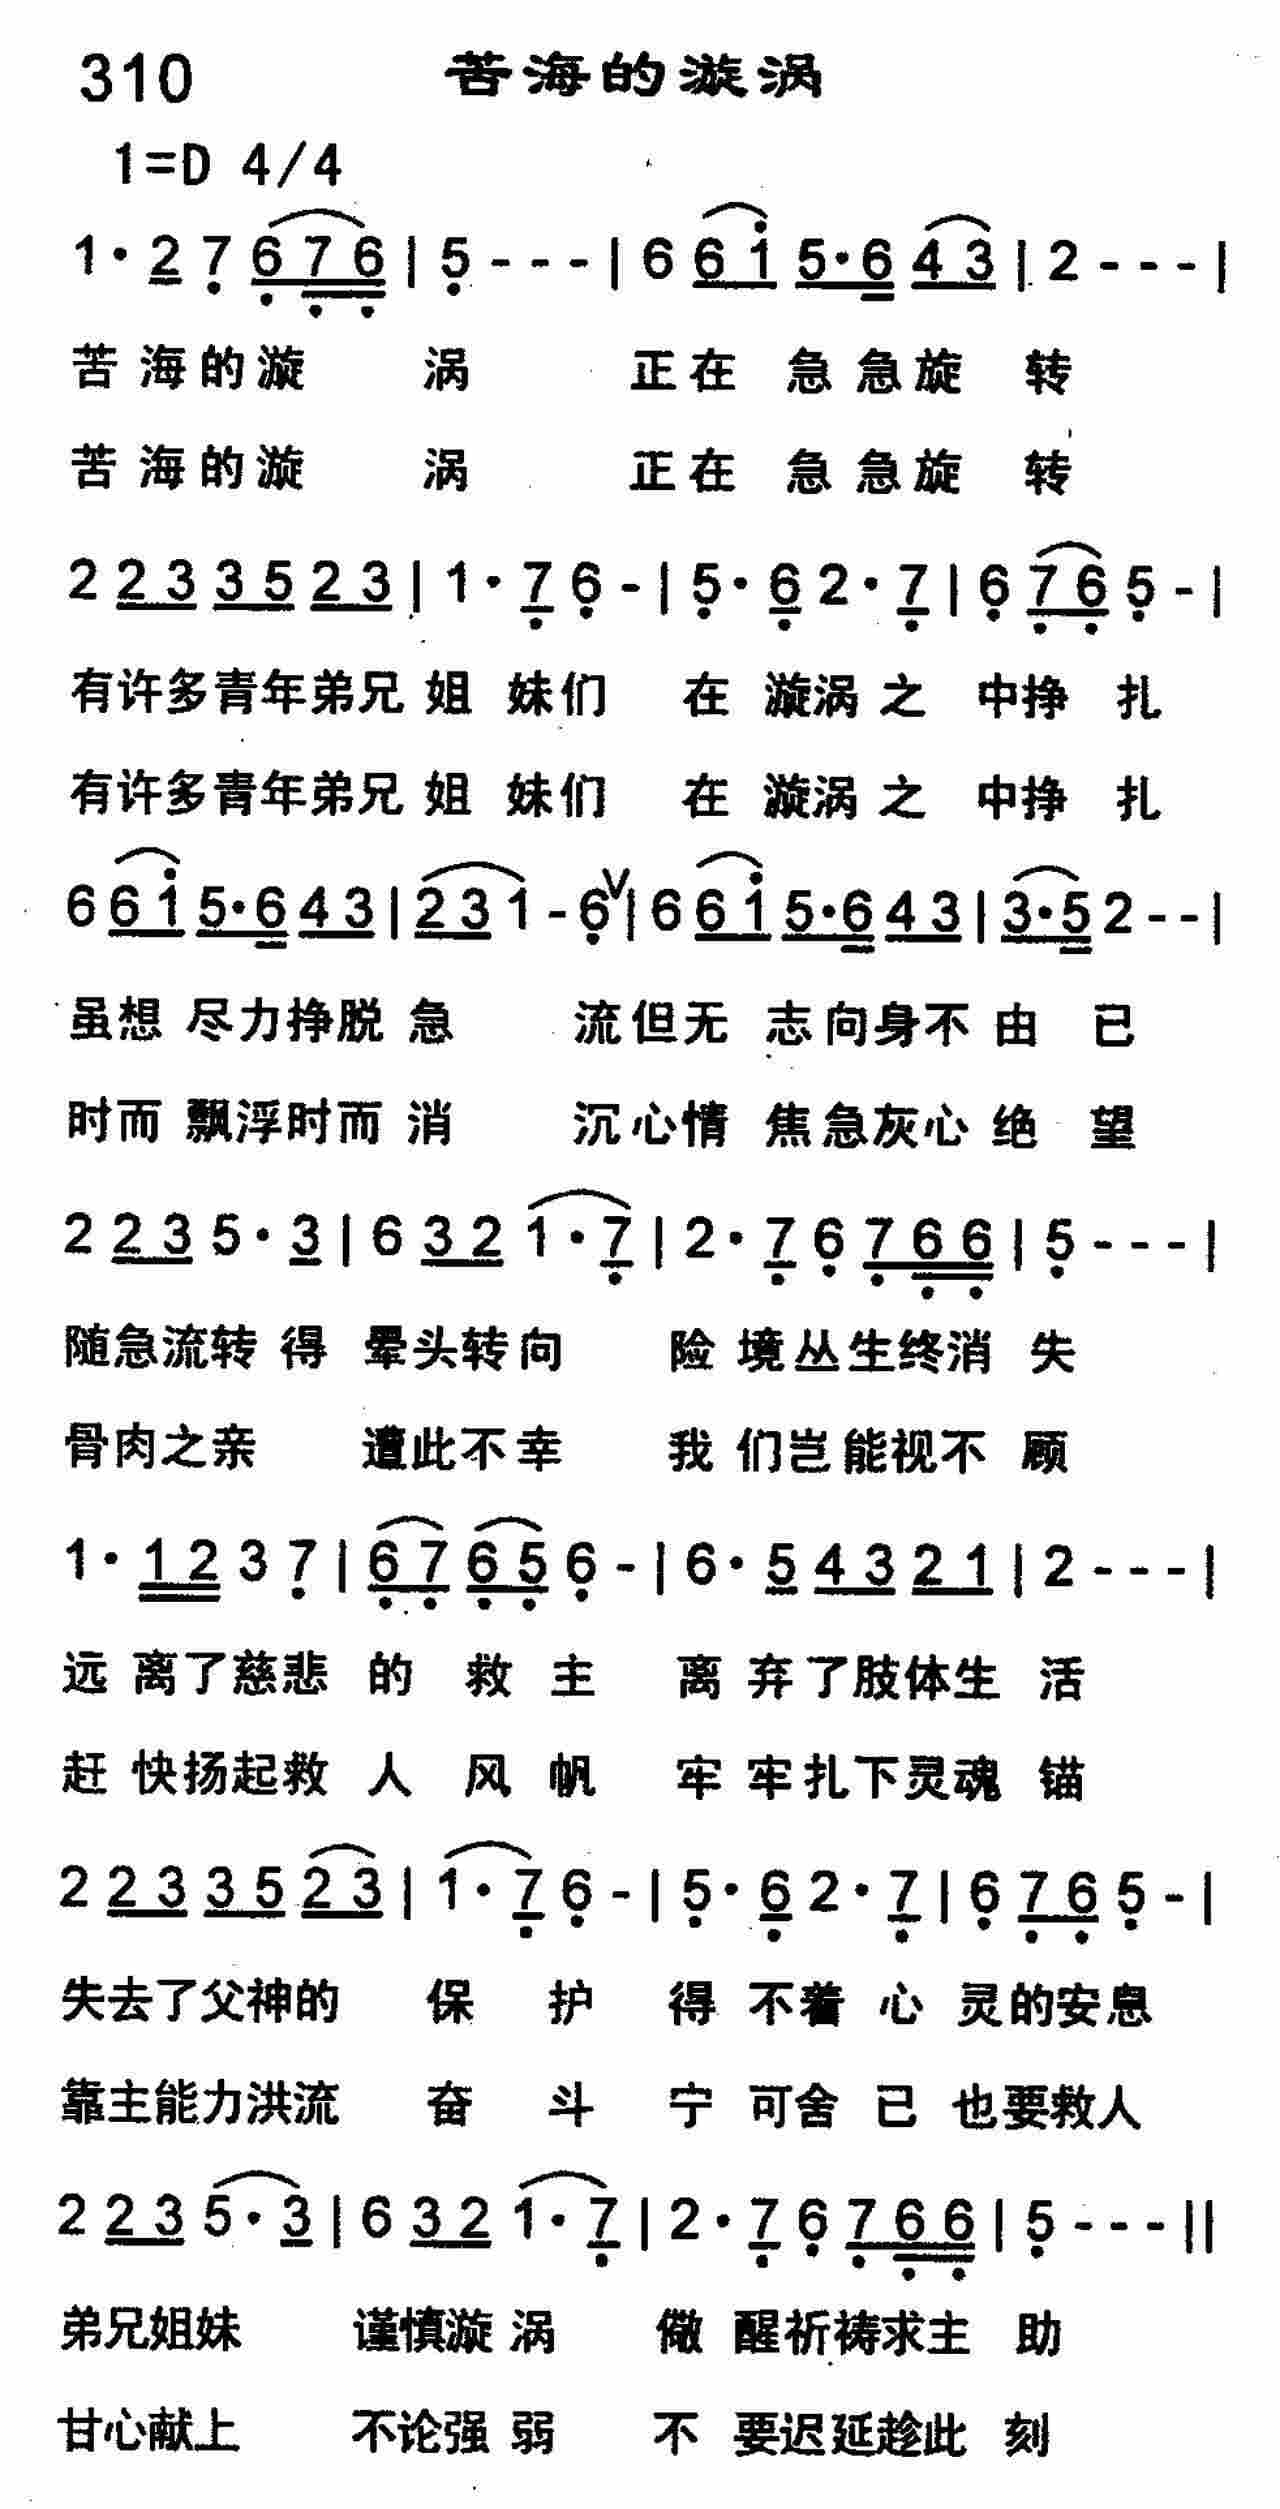 310 苦海的漩涡
1=D 4/4
1· 2 7 6 7 6 | 5 - - - | 6 6 i 5·6 4 3 | 2 - - - |
苦海的漩 涡 正在 急急旋 转
苦海的漩 涡 正在 急急旋 转
2 2 3 3 5 2 3 | 1· 7 6 - | 5· 6 2· 7 | 6 7 6 5 - |
有许多青年弟兄 姐 妹们 在 漩涡之 中挣 扎
有许多青年弟兄 姐 妹们 在 漩涡之 中挣 扎
6 6 i 5·6 4 3 | 2 3 1 - 6 V | 6 6 i 5·6 4 3 | 3·5 2 - - |
虽想 尽力挣脱 急 流但无 志向身不 由 已
时而 飘浮时而 消 沉心情 焦急灰心 绝 望
2 2 3 5· 3 | 6 3 2 1· 7 | 2· 7 6 7 6 6 | 5 - - - |
随急流转 得 晕头转向 险 境丛生终消 失
骨肉之亲 遭此不幸 我 们岂能视不 顾
1· 1 2 3 7 | 6 7 6 5 6 - | 6· 5 4 3 2 1 | 2 - - - |
远 离了慈悲 的 救 主 离 弃了肢体生 活
赶 快扬起救 人 风 帆 牢 牢扎下灵魂 锚
2 2 3 3 5 2 3 | 1· 7 6 - | 5· 6 2· 7 | 6 7 6 5 - |
失去了父神的 保 护 得 不着 心 灵的安息
靠主能力洪流 奋 斗 宁 可舍 已 也要救人
2 2 3 5· 3 | 6 3 2 1· 7 | 2· 7 6 7 6 6 | 5 - - - ||
弟兄姐妹 谨慎漩 涡 儆 醒祈祷求主 助
甘心献上 不论强 弱 不 要迟延趁此 刻